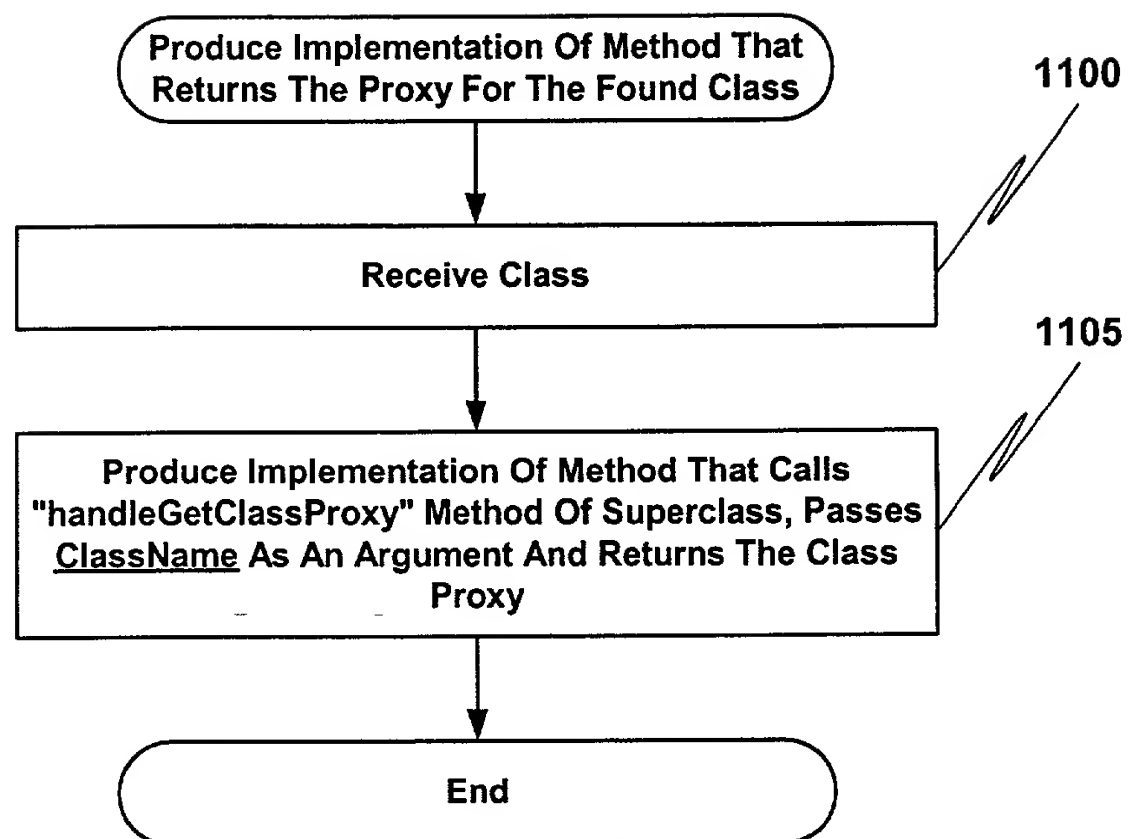 Produce Implementation Of Method That
Returns The Proxy For The Found Class
1100
Receive Class
1105
Produce Implementation Of Method That Calls
"handleGetClassProxy" Method Of Superclass, Passes
ClassName As An Argument And Returns The Class
Proxy
End